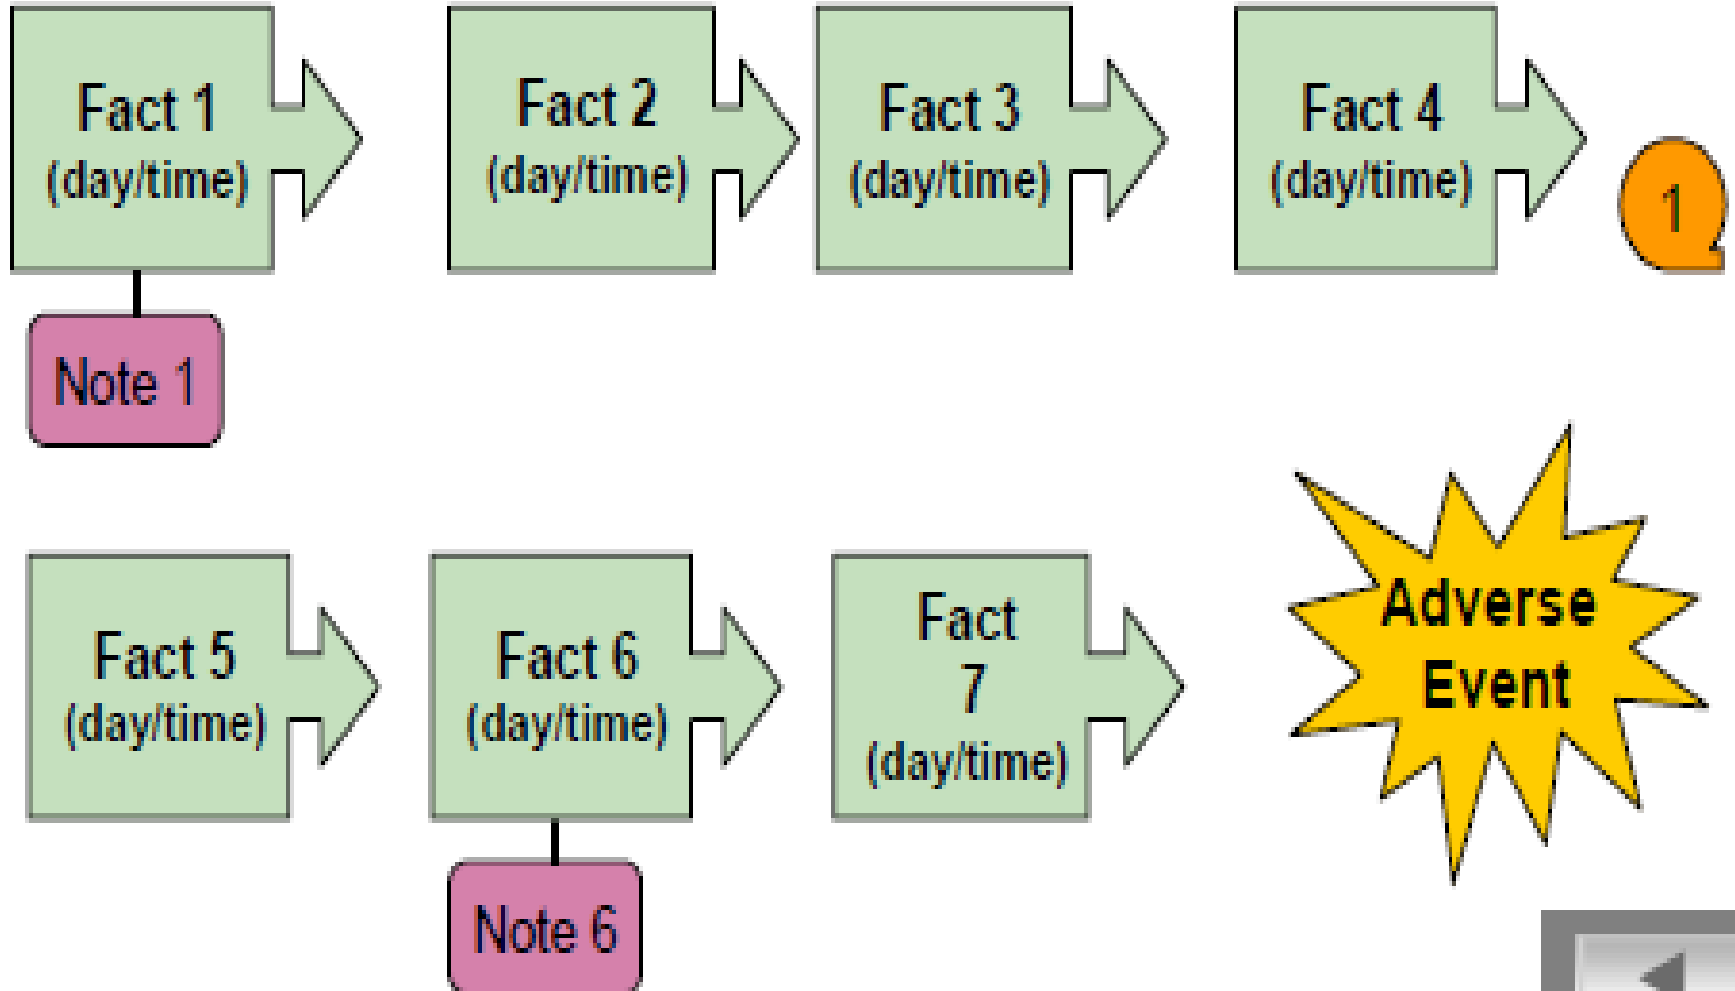 Fact 1
(day/time)
Fact 2
(day/time)
Fact 3
(day/time)
Fact 4
(day/time)
1
Note 1
Fact 5
(day/time)
Fact 6
(day/time)
Fact
7
(day/time)
Adverse
Event
Note 6